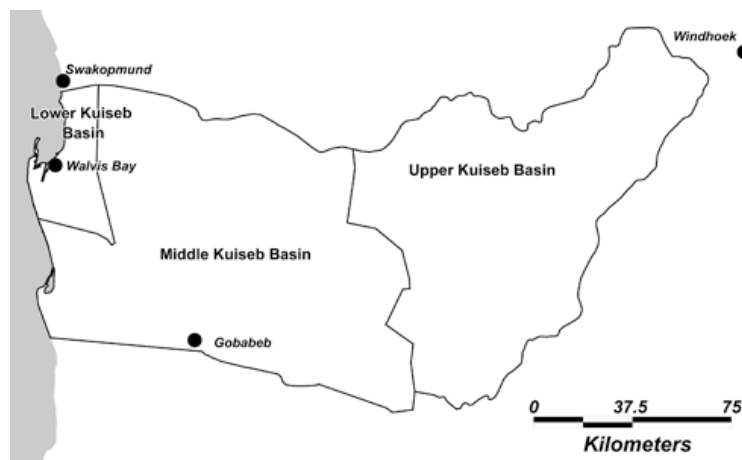 Windhoek
Swakopmund
Lower Kuiseb
Basin
Walvis Bay
Upper Kuiseb Basin
Middle Kuiseb Basin
Gobabeb
0 37.5 75
Kilometers